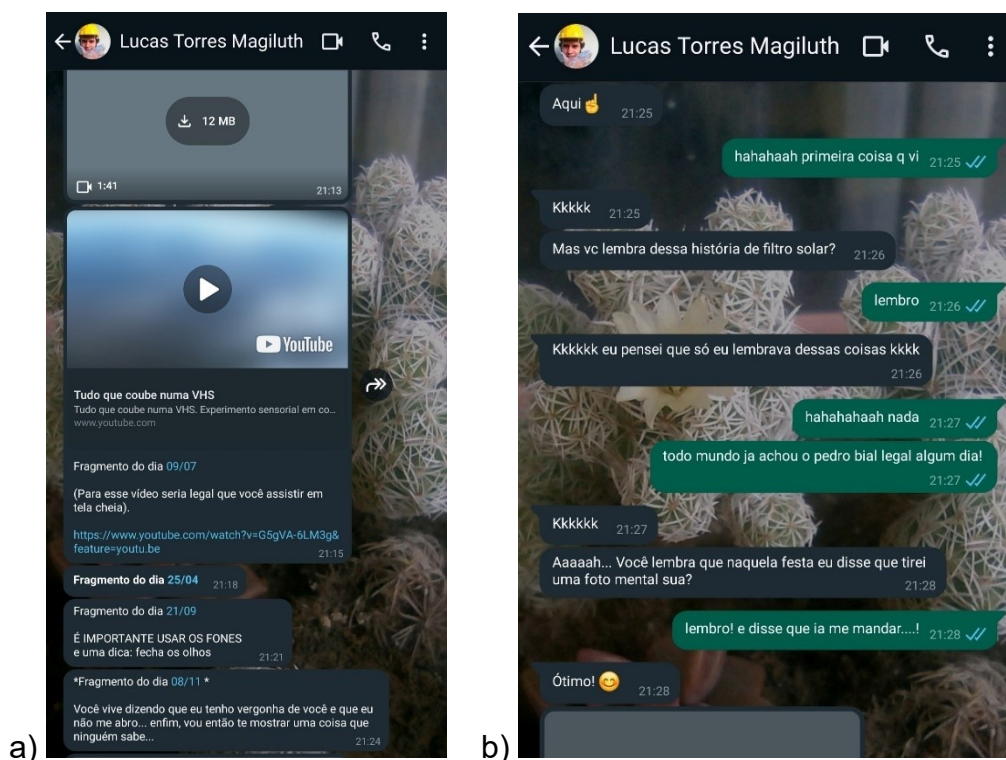 Lucas Torres Magiluth
12 MB
1:41
21:13
YouTube
Tudo que coube numa VHS
Tudo que coube numa VHS. Experimento sensorial em co...
www.youtube.com
Fragmento do dia 09/07
(Para esse vídeo seria legal que você assistir em
tela cheia).
https://www.youtube.com/watch?v=G5gVA-6LM3g&
feature=youtu.be
21:15
Fragmento do dia 25/04 21:18
Fragmento do dia 21/09
É IMPORTANTE USAR OS FONES
e uma dica: fecha os olhos
21:21
*Fragmento do dia 08/11 *
Você vive dizendo que eu tenho vergonha de você e que eu
não me abro... enfim, vou então te mostrar uma coisa que
ninguém sabe...
21:24
a)
Lucas Torres Magiluth
Aqui☝ 21:25
hahahaah primeira coisa q vi 21:25
Kkkkk 21:25
Mas vc lembra dessa história de filtro solar? 21:26
lembro 21:26
Kkkkkk eu pensei que só eu lembrava dessas coisas kkkk
21:26
hahahahaah nada 21:27
todo mundo ja achou o pedro bial legal algum dia!
21:27
Kkkkkk 21:27
Aaaaah... Você lembra que naquela festa eu disse que tirei
uma foto mental sua?
21:28
lembro! e disse que ia me mandar....! 21:28
Ótimo! 😊 21:28
b)